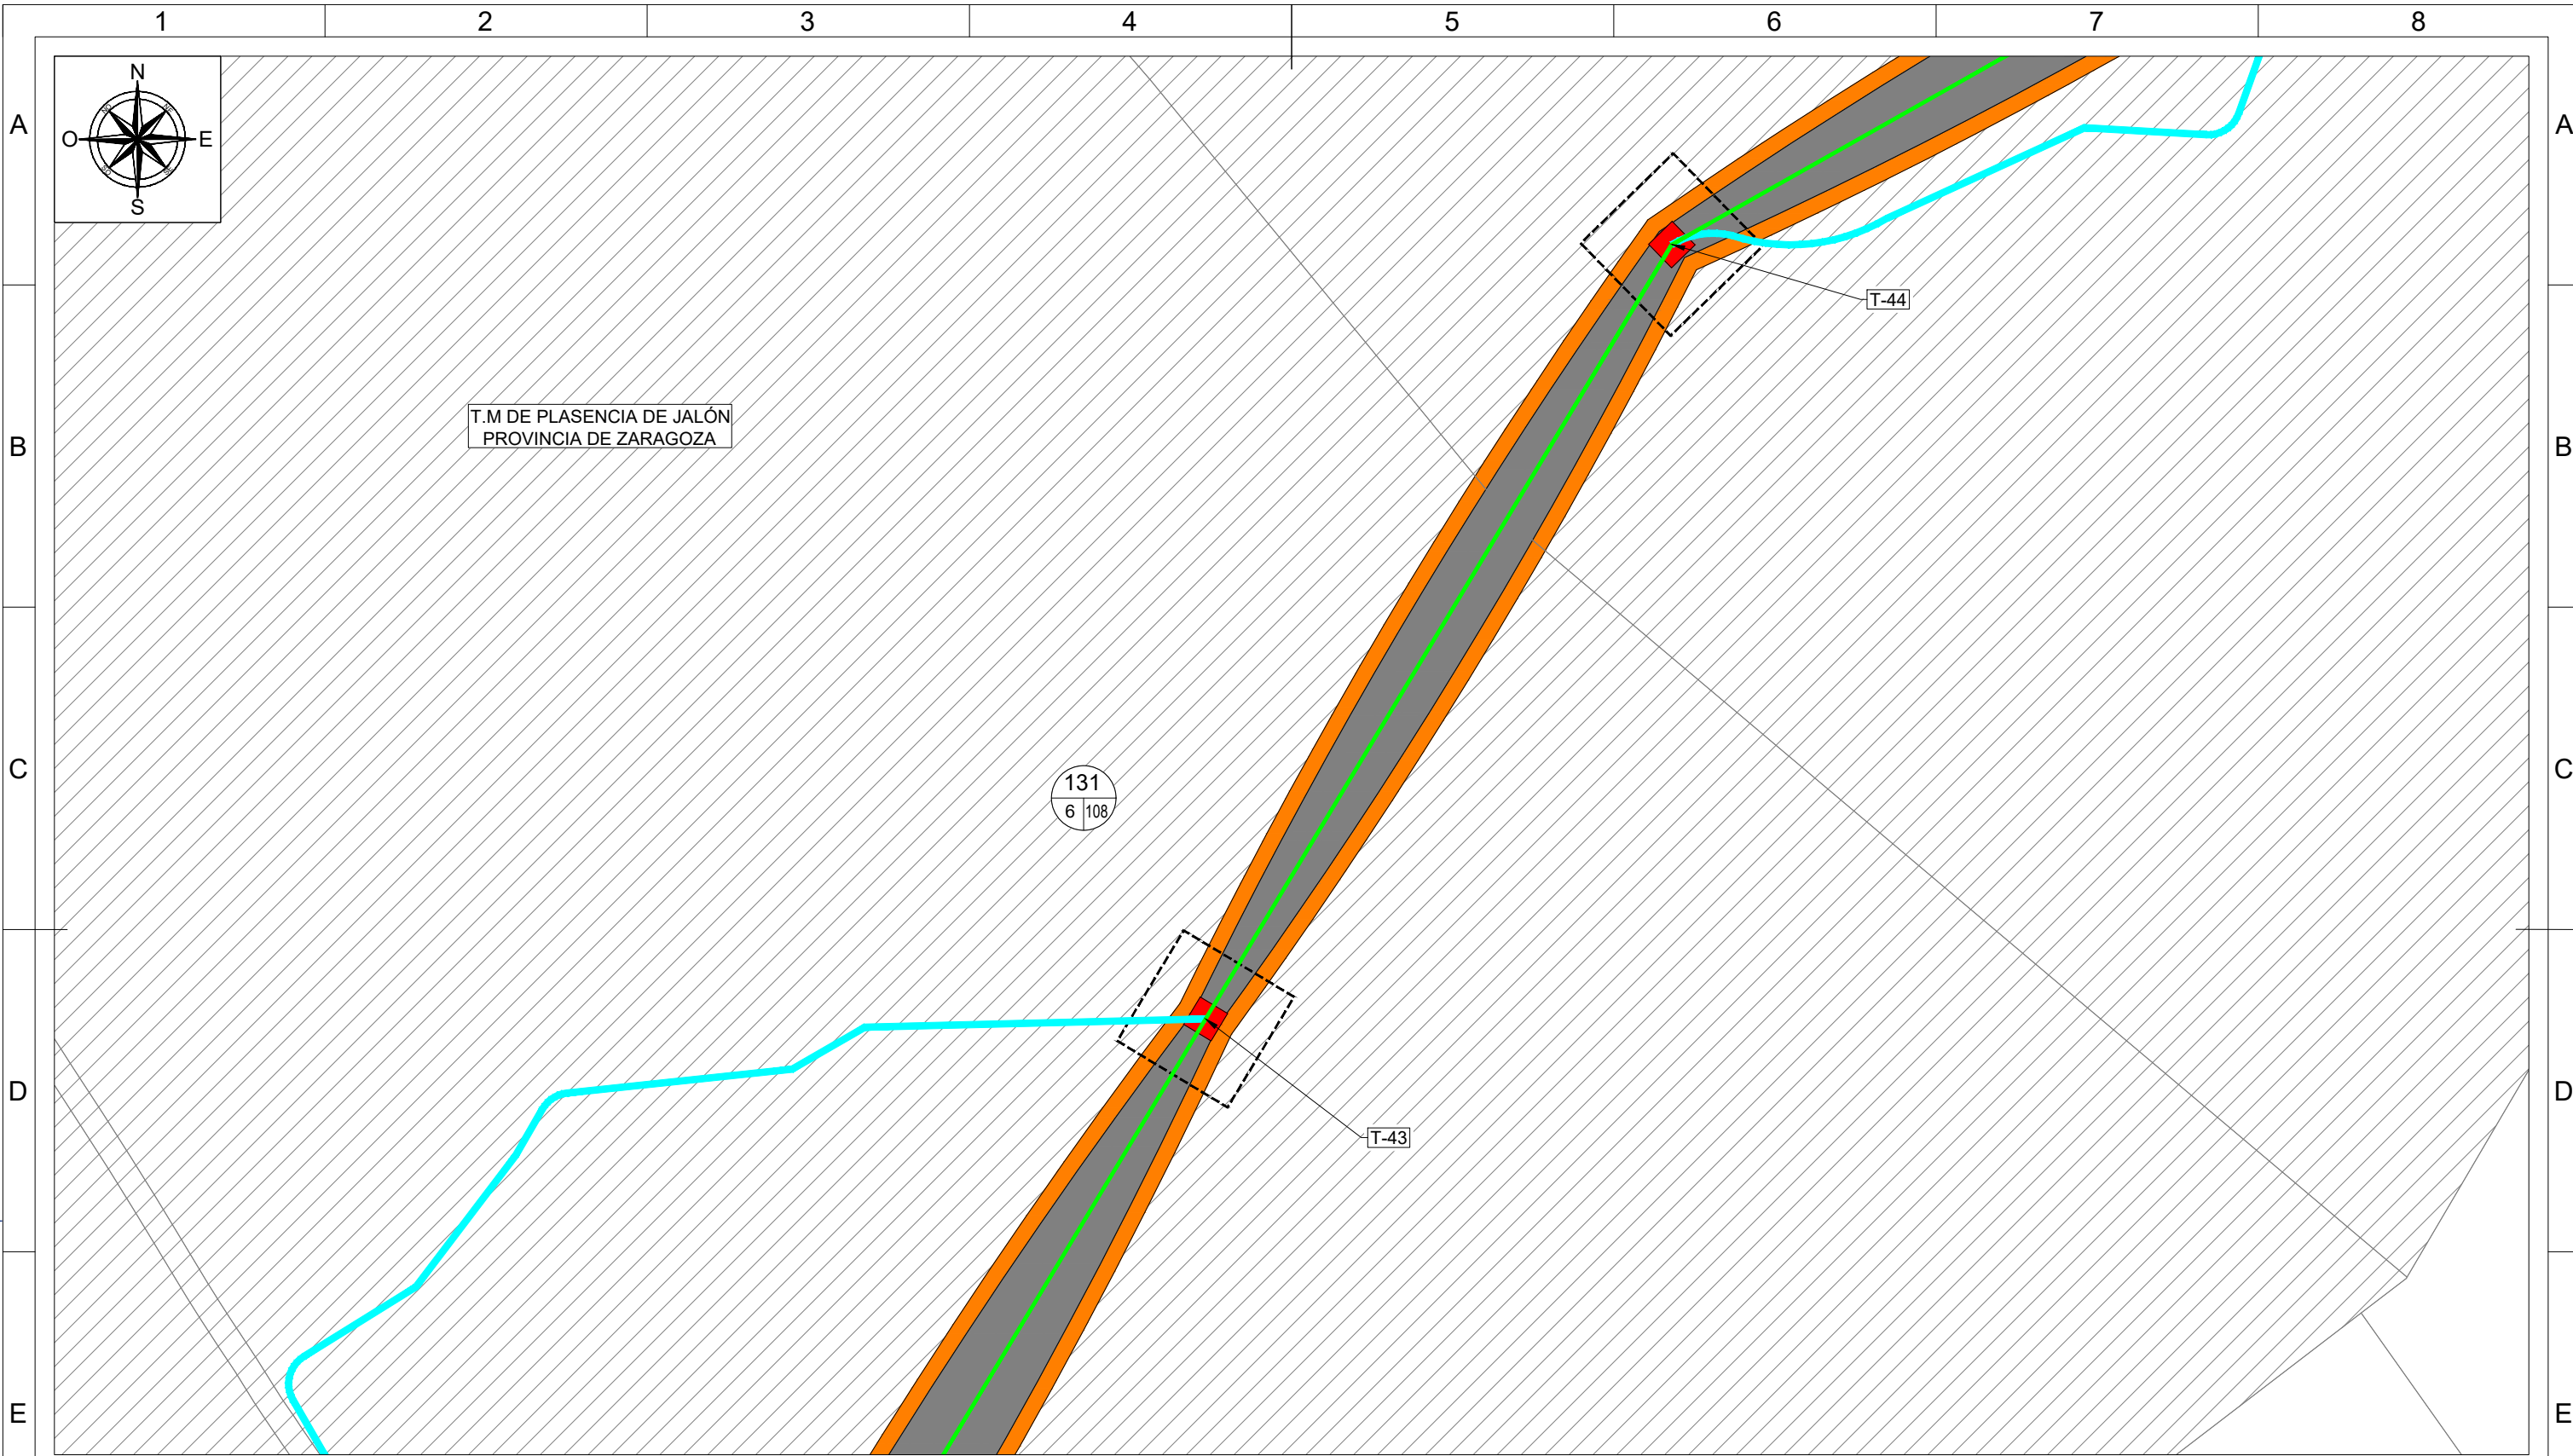 1 2 3 4 5 6 7 8
A A
N
O E
S
T-44
T.M DE PLASENCIA DE JALÓN
PROVINCIA DE ZARAGOZA
B B
C C
131
6 108
D D
T-43
E E